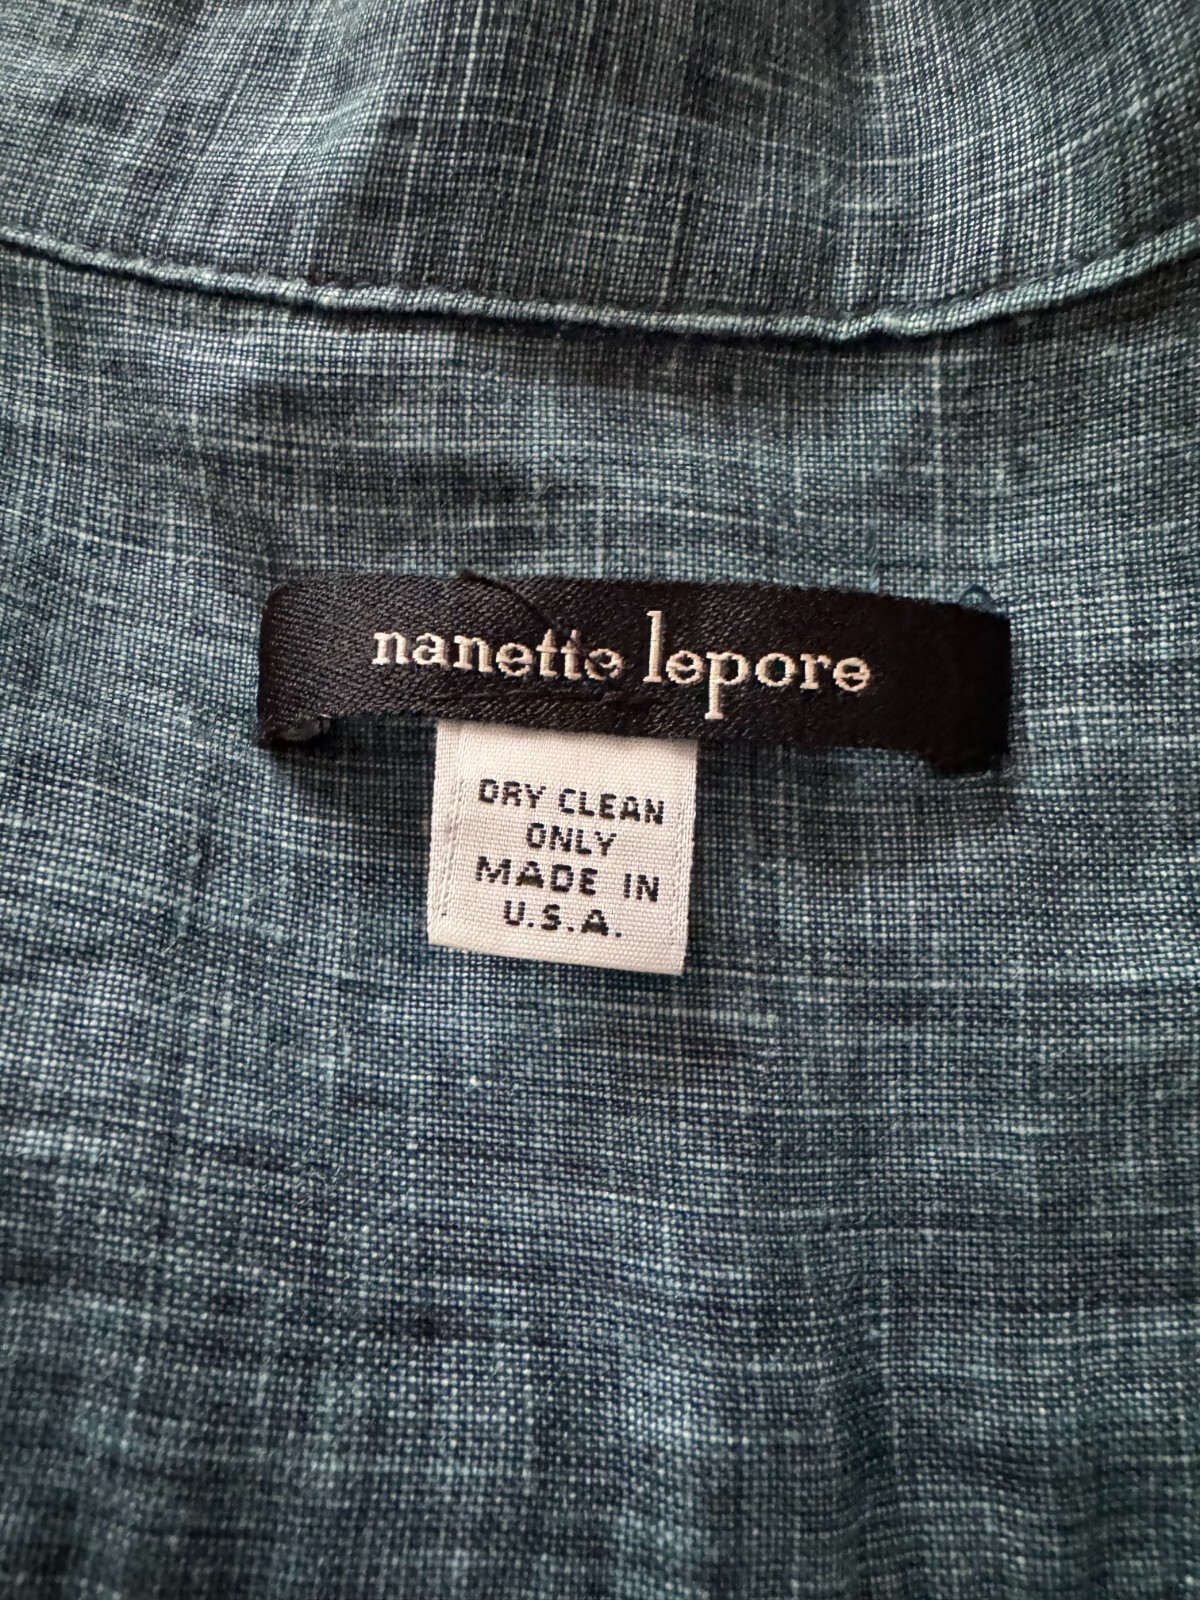 nanette lepore
DRY CLEAN
ONLY
MADE IN
U.S.A.